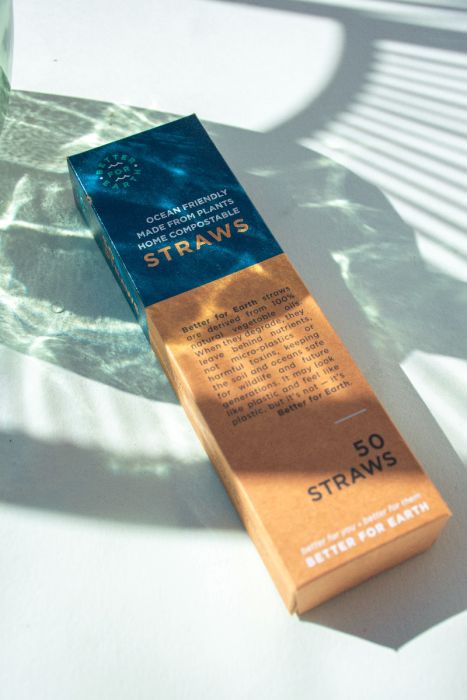 BETTER FOR EARTH
OCEAN FRIENDLY
MADE FROM PLANTS
HOME COMPOSTABLE
STRAWS
Better for Earth straws
are derived from 100%
natural vegetable oils
When they degrade, they
leave behind nutrients,
not micro-plastics or
harmful toxins, keeping
the soil and oceans safe
for wildlife and future
generations. It may look
like plastic and feel like
plastic, but it's not – it's
Better for Earth.
50
STRAWS
better for you • better for them
BETTER FOR EARTH